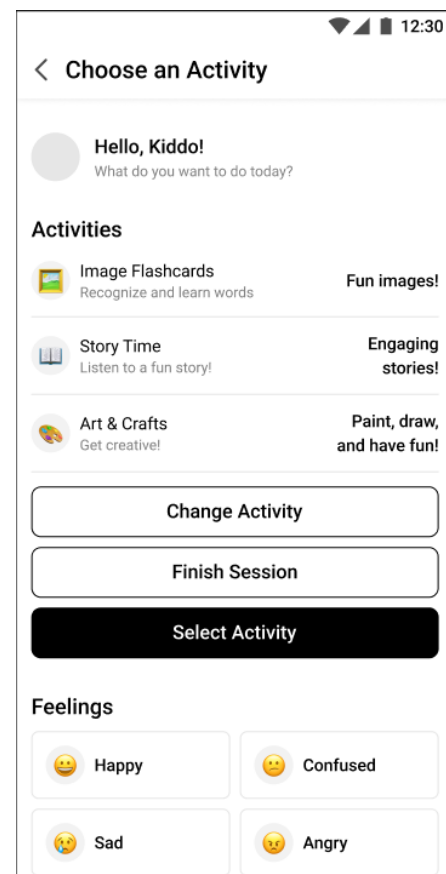 12:30
Choose an Activity
Hello, Kiddo!
What do you want to do today?
Activities
Image Flashcards
Recognize and learn words
Fun images!
Story Time
Listen to a fun story!
Engaging
stories!
Art & Crafts
Get creative!
Paint, draw,
and have fun!
Change Activity
Finish Session
Select Activity
Feelings
Happy
Confused
Sad
Angry